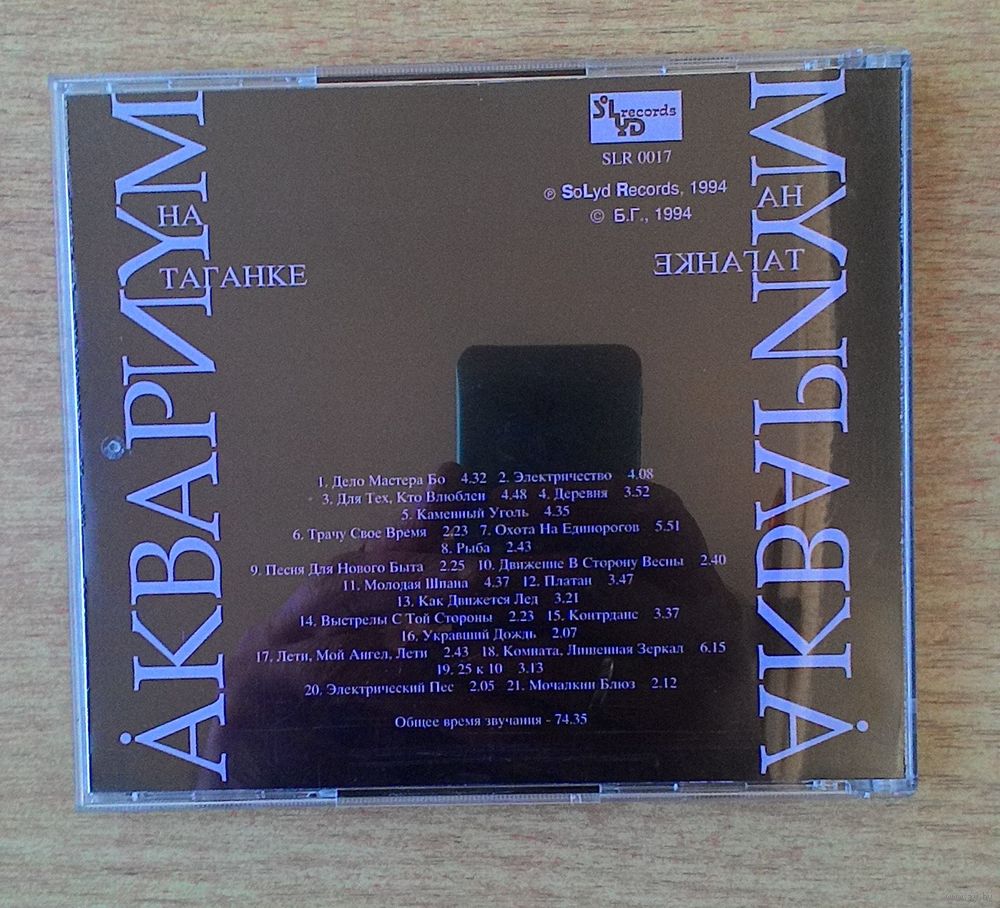 SoLYD records
SLR 0017
℗ SoLyd Records, 1994
© Б.Г., 1994
АКВАРИУМ
НА
ТАГАНКЕ
АКВАРИУМ
НА
ТАГАНКЕ
1. Дело Мастера Бо 4.32 2. Электричество 4.08
3. Для Тех, Кто Влюблен 4.48 4. Деревня 3.52
5. Каменный Уголь 4.35
6. Трачу Свое Время 2.23 7. Охота На Единорогов 5.51
8. Рыба 2.43
9. Песня Для Нового Быта 2.25 10. Движение В Сторону Весны 2.40
11. Молодая Шпана 4.37 12. Платан 3.47
13. Как Движется Лед 3.21
14. Выстрелы С Той Стороны 2.23 15. Контрданс 3.37
16. Укравший Дождь 2.07
17. Лети, Мой Ангел, Лети 2.43 18. Комната, Лишенная Зеркал 6.15
19. 25 к 10 3.13
20. Электрический Пес 2.05 21. Мочалкин Блюз 2.12
Общее время звучания - 74.35